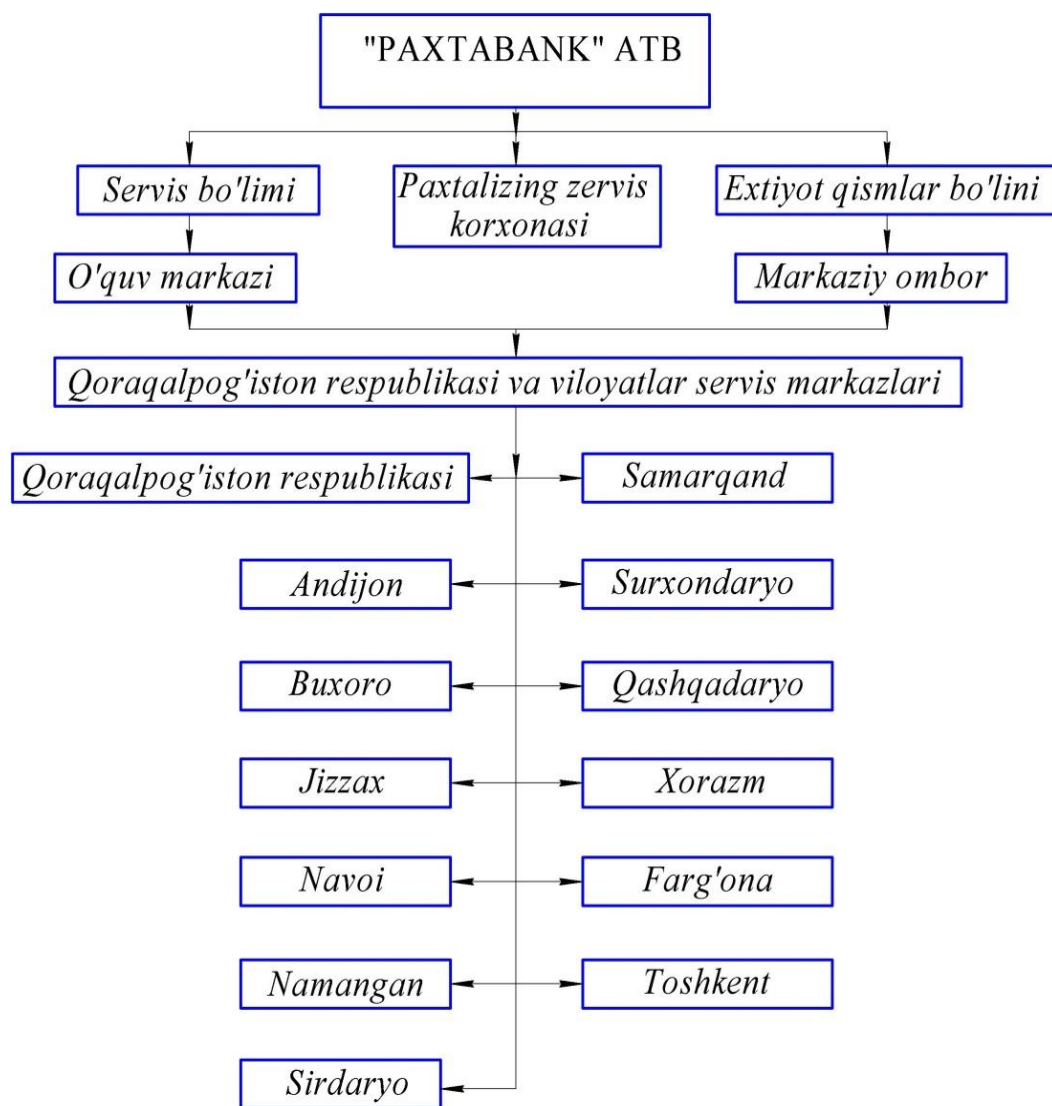 "PAXTABANK" ATB
Servis bo'limi
Paxtalizing zervis
korxonasi
Extiyot qismlar bo'lini
O'quv markazi
Markaziy ombor
Qoraqalpog'iston respublikasi va viloyatlar servis markazlari
Qoraqalpog'iston respublikasi
Samarqand
Andijon
Surxondaryo
Buxoro
Qashqadaryo
Jizzax
Xorazm
Navoi
Farg'ona
Namangan
Toshkent
Sirdaryo